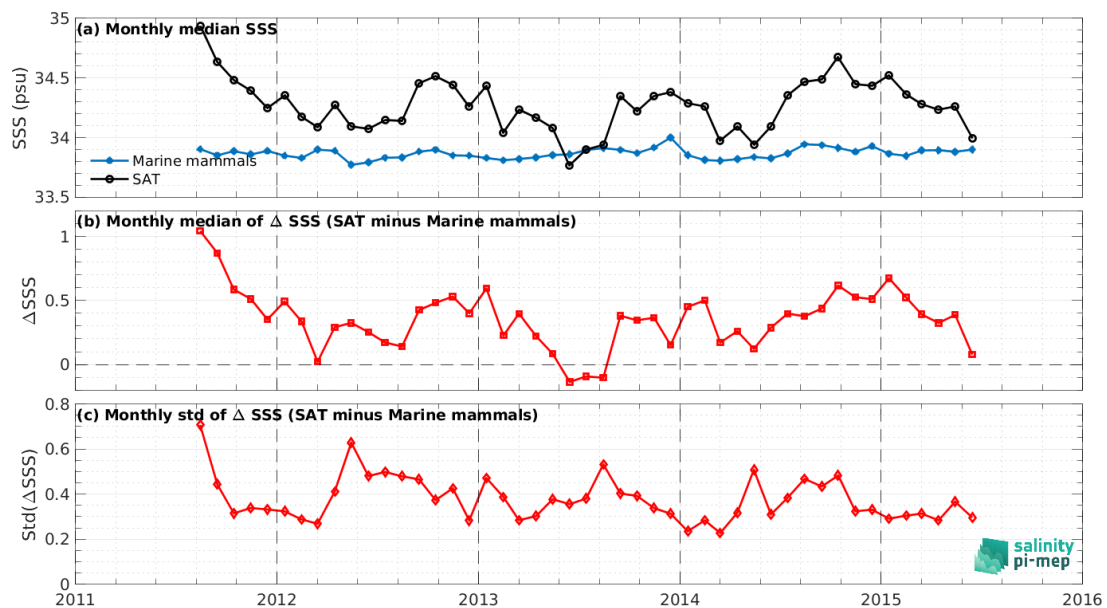 (a) Monthly median SSS
35
34.5
34
33.5
SSS (psu)
Marine mammals
SAT
(b) Monthly median of Δ SSS (SAT minus Marine mammals)
1
0.5
0
ΔSSS
(c) Monthly std of Δ SSS (SAT minus Marine mammals)
0.8
0.6
0.4
0.2
0
Std(ΔSSS)
2011 2012 2013 2014 2015 2016
salinity
pi-mep